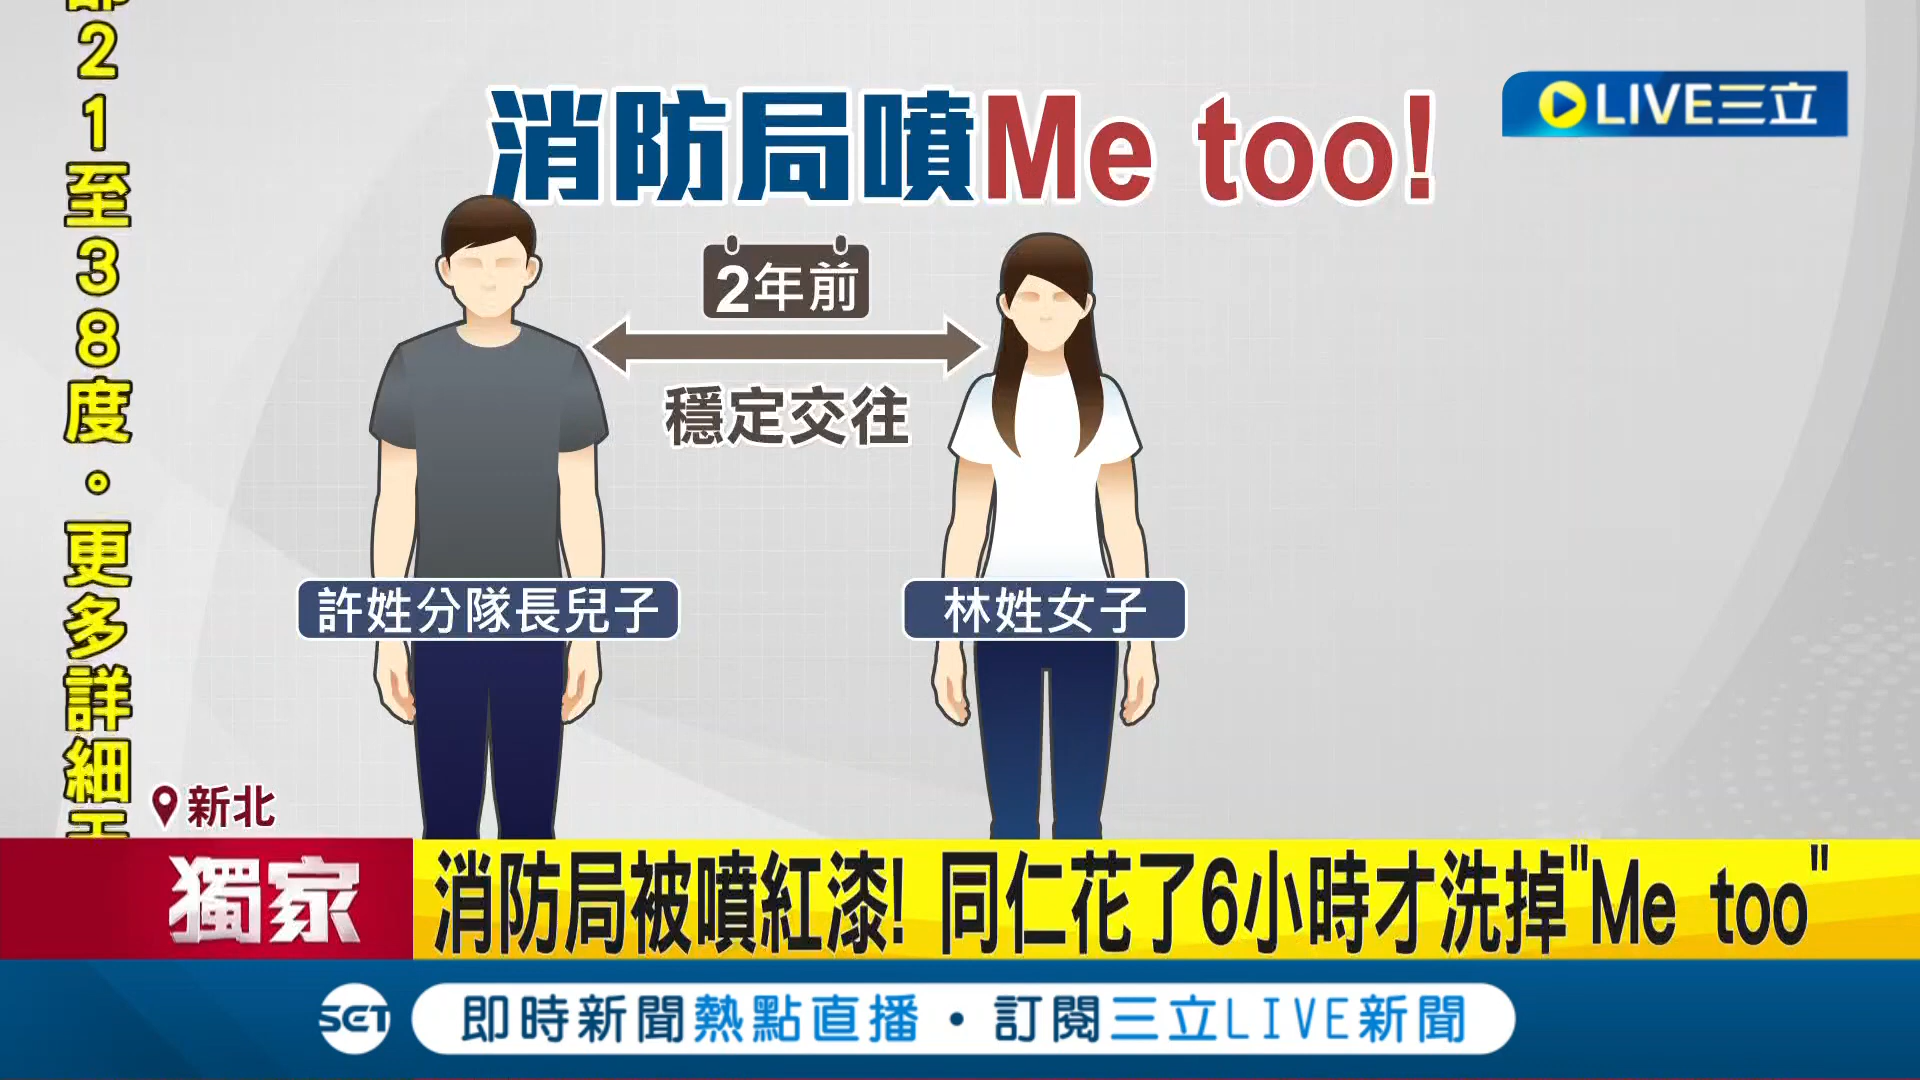 21至38度。更多詳細
LIVE三立
消防局噴Me too!
2年前
穩定交往
許姓分隊長兒子
林姓女子
新北
獨家
消防局被噴紅漆! 同仁花了6小時才洗掉"Me too"
SET
即時新聞熱點直播・訂閱三立LIVE新聞